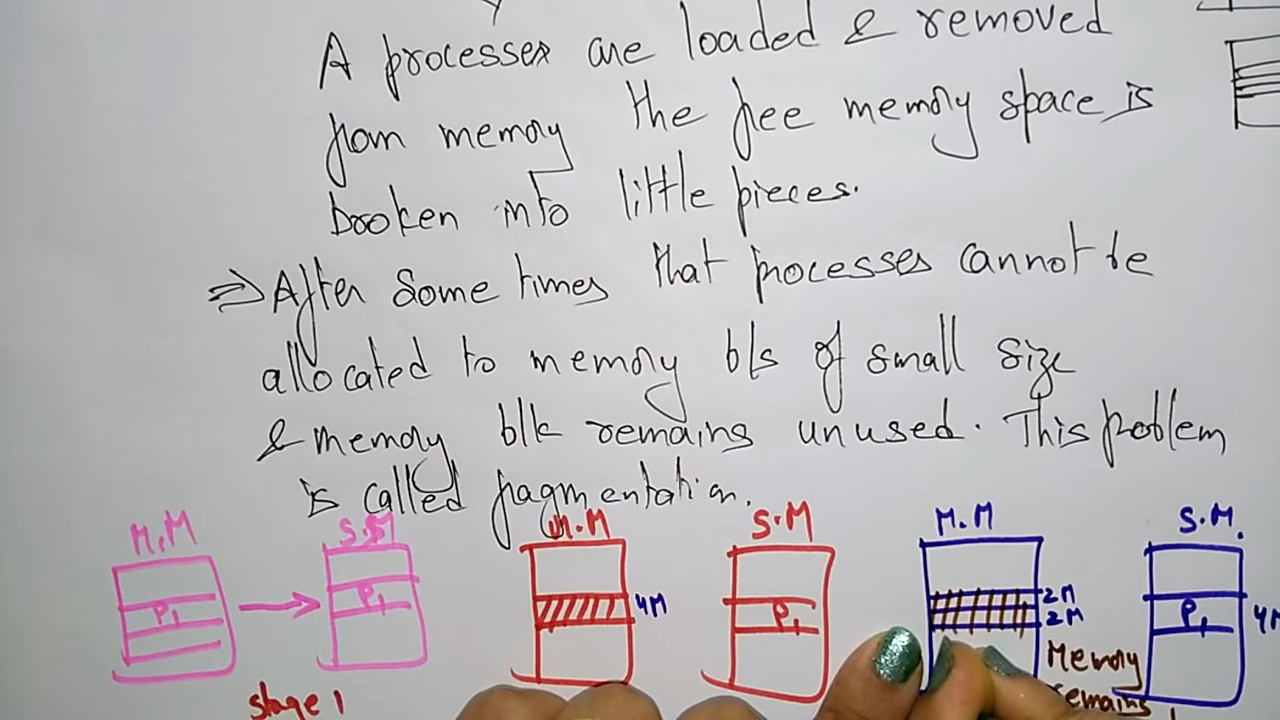 A processes are loaded & removed
from memory the free memory space is
broken into little pieces.
⇒ After Some times that processes cannot be
allocated to memory bls of small size
& memory blk remains unused. This problem
is called fragmentation.
M.M S.M M.M S.M M.M S.M.
P1 P1 4M P1 2M 2M P1 4M
Memory
remains
stage 1